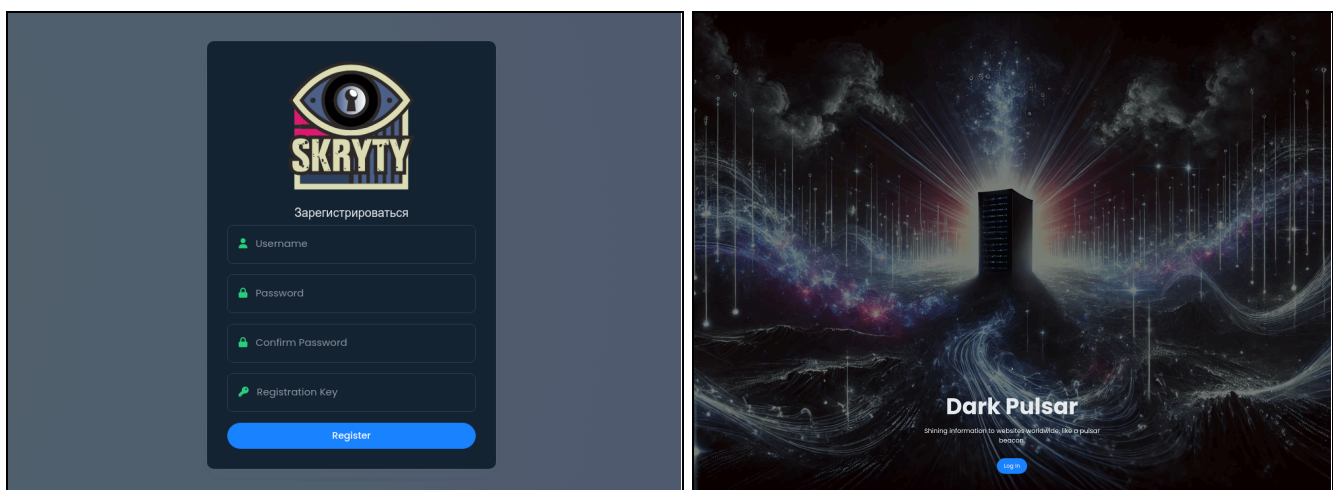 SKRYTY
Зарегистрироваться
Username
Password
Confirm Password
Registration Key
Register
Dark Pulsar
Shining information to websites worldwide, like a pulsar
beacon.
Log in